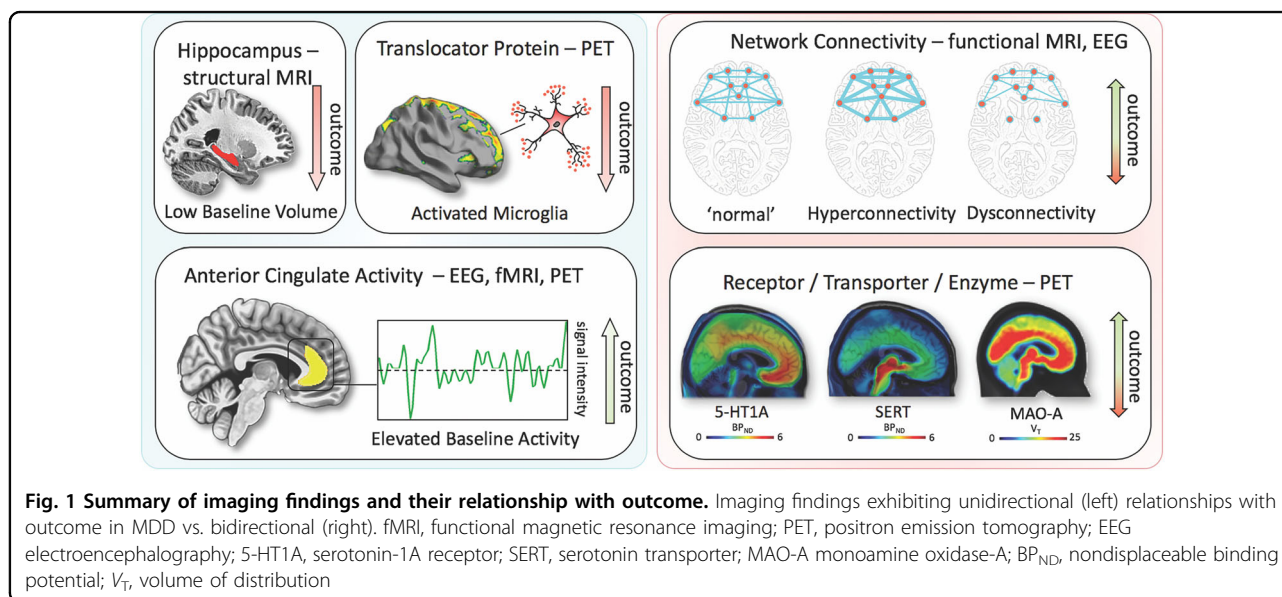 Hippocampus –
structural MRI
outcome
Low Baseline Volume
Translocator Protein – PET
outcome
Activated Microglia
Anterior Cingulate Activity – EEG, fMRI, PET
signal intensity
outcome
Elevated Baseline Activity
Network Connectivity – functional MRI, EEG
outcome
'normal' Hyperconnectivity Dysconnectivity
Receptor / Transporter / Enzyme – PET
outcome
5-HT1A SERT MAO-A
BPND BPND VT
0 6 0 6 0 25
Fig. 1 Summary of imaging findings and their relationship with outcome. Imaging findings exhibiting unidirectional (left) relationships with
outcome in MDD vs. bidirectional (right). fMRI, functional magnetic resonance imaging; PET, positron emission tomography; EEG
electroencephalography; 5-HT1A, serotonin-1A receptor; SERT, serotonin transporter; MAO-A monoamine oxidase-A; BPND, nondisplaceable binding
potential; VT, volume of distribution